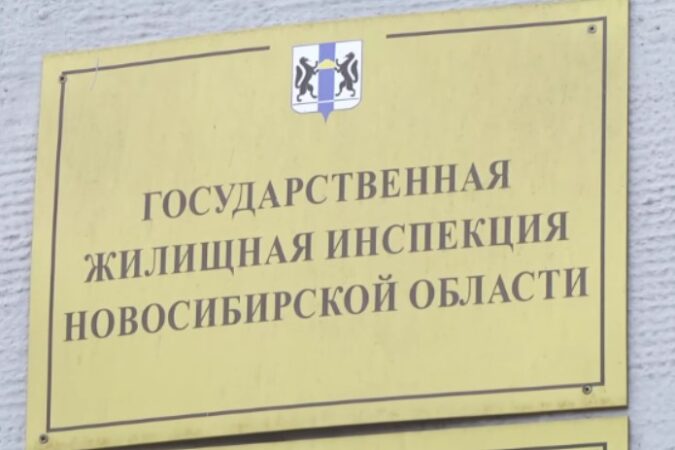 ГОСУДАРСТВЕННАЯ
ЖИЛИЩНАЯ ИНСПЕКЦИЯ
НОВОСИБИРСКОЙ ОБЛАСТИ